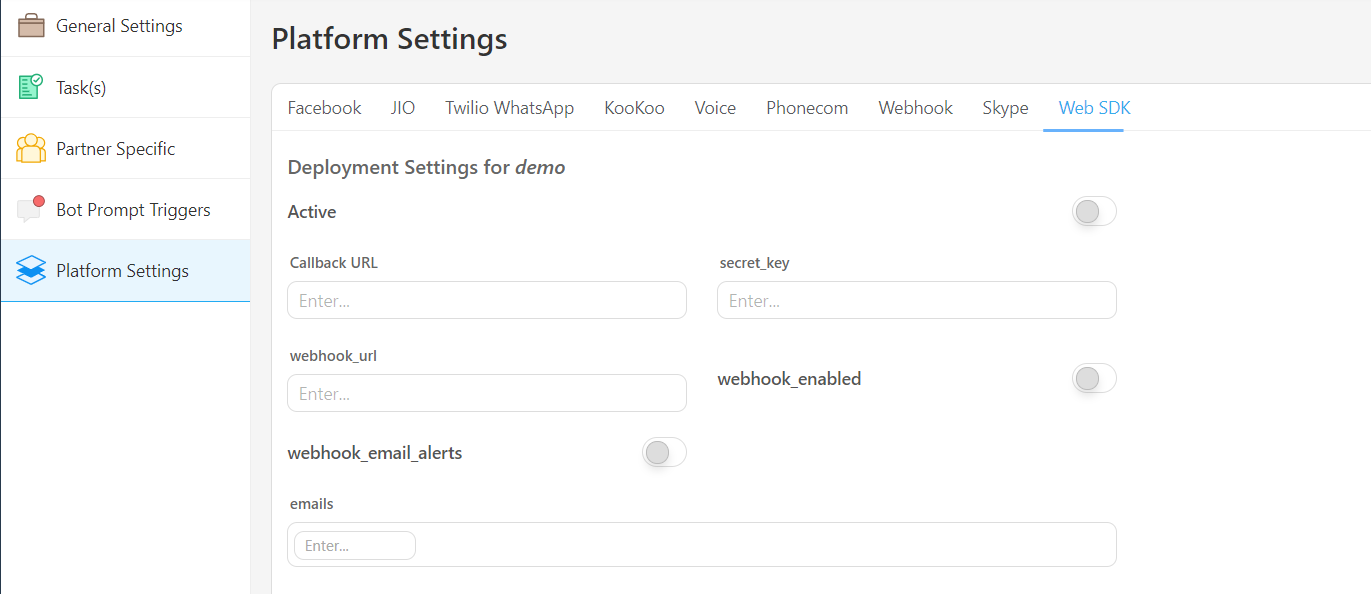 General Settings
Task(s)
Partner Specific
Bot Prompt Triggers
Platform Settings
Platform Settings
Facebook JIO Twilio WhatsApp KooKoo Voice Phonecom Webhook Skype Web SDK
Deployment Settings for demo
Active
Callback URL secret_key
Enter... Enter...
webhook_url
Enter...
webhook_enabled
webhook_email_alerts
emails
Enter...